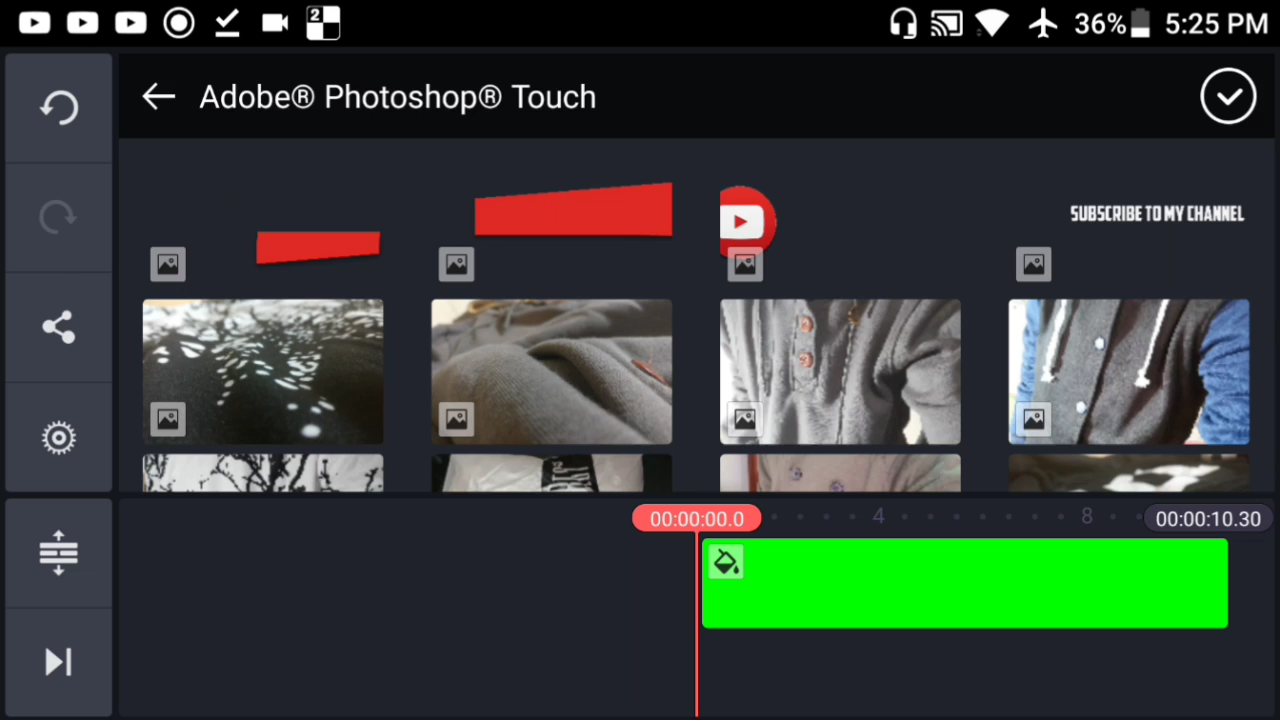 2
36%
5:25 PM
Adobe® Photoshop® Touch
SUBSCRIBE TO MY CHANNEL
00:00:00.0
4
8
00:00:10.30